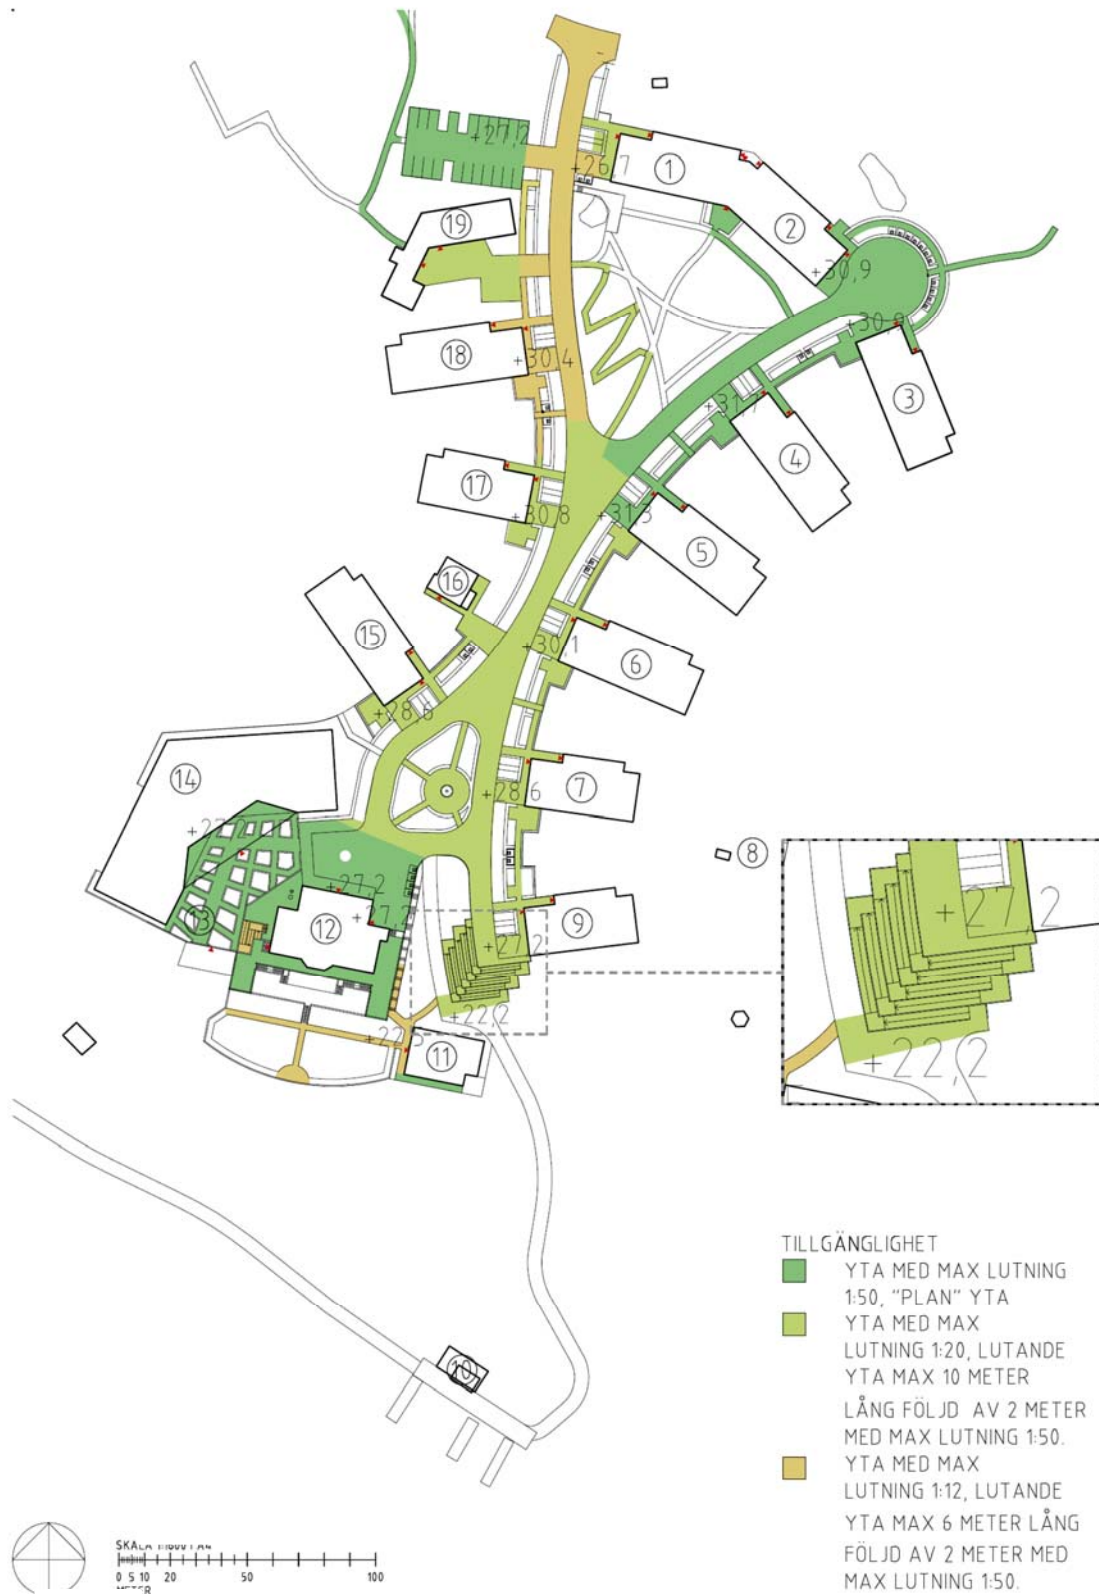 +27,2
+26,7
1
2
19
+30,9
+30,9
18
+30,4
3
+31,7
4
17
+30,8
+31,3
5
16
15
+30,1
6
+28,6
14
7
+28,6
+27,2
8
+27,2
+27,2
13
12
9
+27,2
+27,2
+22,2
11
+22,2
10
TILLGÄNGLIGHET
YTA MED MAX LUTNING
1:50, "PLAN" YTA
YTA MED MAX
LUTNING 1:20, LUTANDE
YTA MAX 10 METER
LÅNG FÖLJD AV 2 METER
MED MAX LUTNING 1:50.
YTA MED MAX
LUTNING 1:12, LUTANDE
YTA MAX 6 METER LÅNG
FÖLJD AV 2 METER MED
MAX LUTNING 1:50.
SKALA
0 5 10 20 50 100
METER